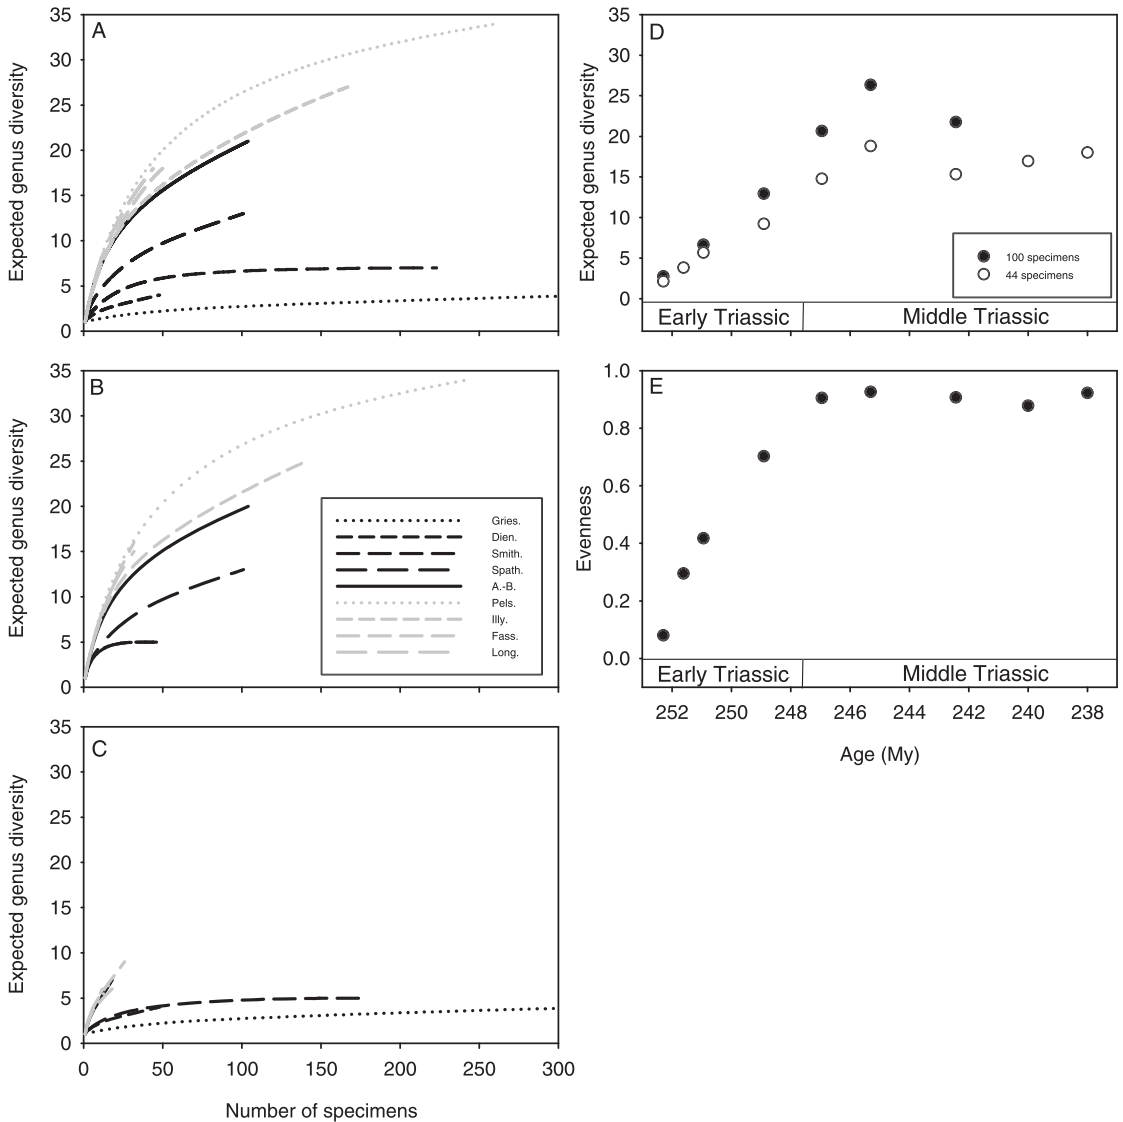 A
Expected genus diversity
35
30
25
20
15
10
5
0
B
Expected genus diversity
35
30
25
20
15
10
5
0
Gries.
Dien.
Smith.
Spath.
A.-B.
Pels.
Illy.
Fass.
Long.
C
Expected genus diversity
35
30
25
20
15
10
5
0
0 50 100 150 200 250 300
Number of specimens
D
Expected genus diversity
35
30
25
20
15
10
5
0
100 specimens
44 specimens
Early Triassic Middle Triassic
E
Evenness
1.0
0.8
0.6
0.4
0.2
0.0
Early Triassic Middle Triassic
252 250 248 246 244 242 240 238
Age (My)